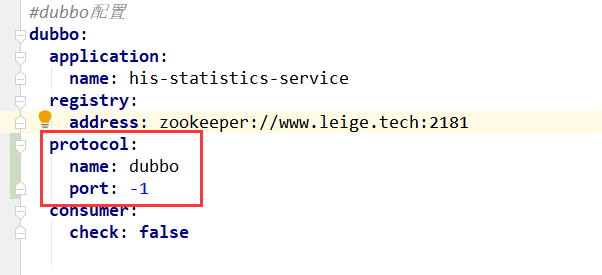 #dubbo配置
dubbo:
  application:
    name: his-statistics-service
  registry:
    address: zookeeper://www.leige.tech:2181
  protocol:
    name: dubbo
    port: -1
  consumer:
    check: false